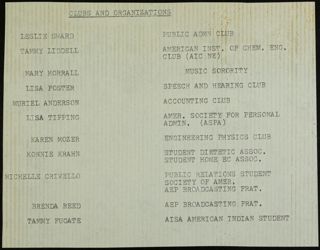 CLUBS AND ORGANIZATIONS
LESLIE SWARD PUBLIC ADMN CLUB
TAMMY LIDDELL AMERICAN INST. OF CHEM. ENG.
CLUB (AIC
MARY MORRALL MUSIC SORORITY
LISA FOSTER SPEECH AND HEARING CLUB
MURIEL ANDERSON ACCOUNTING CLUB
LISA TIPPING AMER. SOCIETY FOR PERSONAL
ADMIN. (ASPA)
KAREN MOZER ENGINEERING PHYSICS CLUB
KONNIE KRAHN STUDENT DIETETIC ASSOC.
STUDENT HOME EC ASSOC.
MICHELLE CRIVELLO PUBLIC RELATIONS STUDENT
SOCIETY OF AMER.
AEP BROADCASTING FRAT.
BRENDA REED AEP BROADCASTING FRAT.
TAMMY FUGATE AISA AMERICAN INDIAN STUDENT